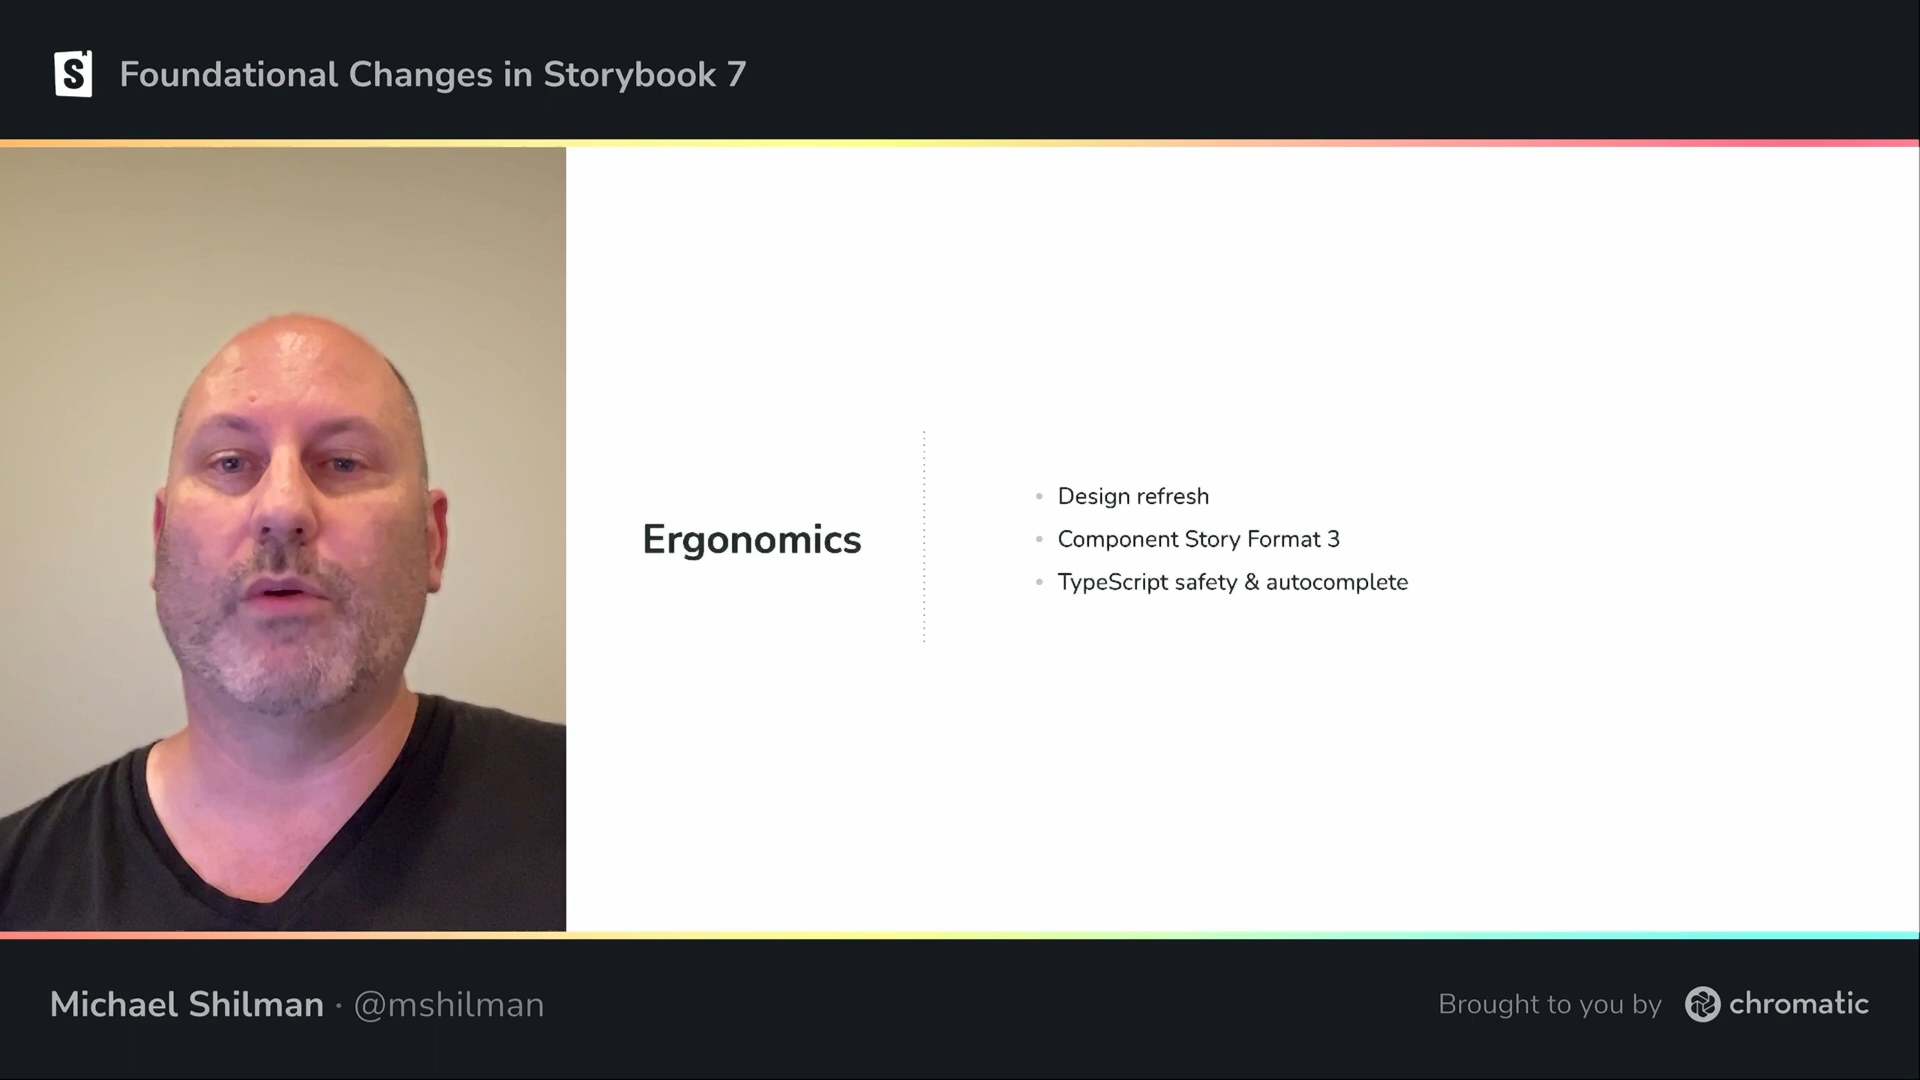 S Foundational Changes in Storybook 7
Ergonomics
Design refresh
Component Story Format 3
TypeScript safety & autocomplete
Michael Shilman · @mshilman
Brought to you by chromatic